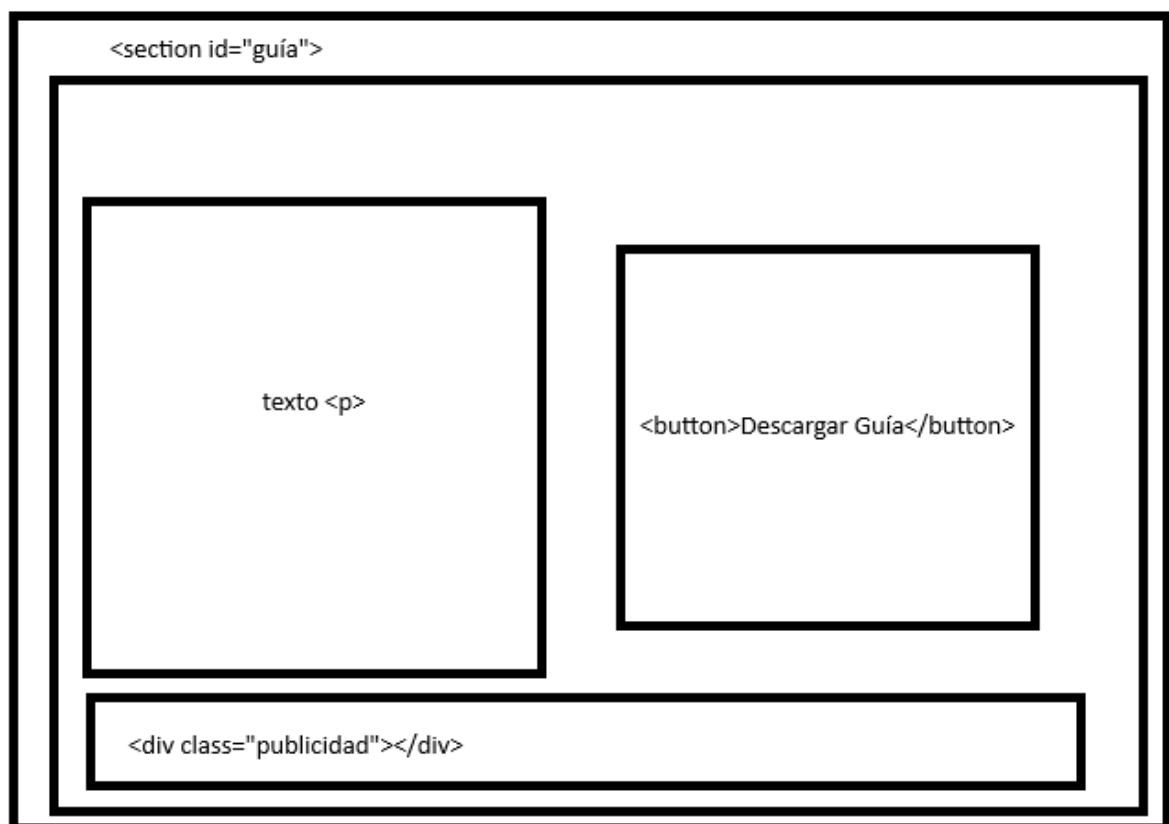 <section id="guía">
texto <p>
<button>Descargar Guía</button>
<div class="publicidad"></div>